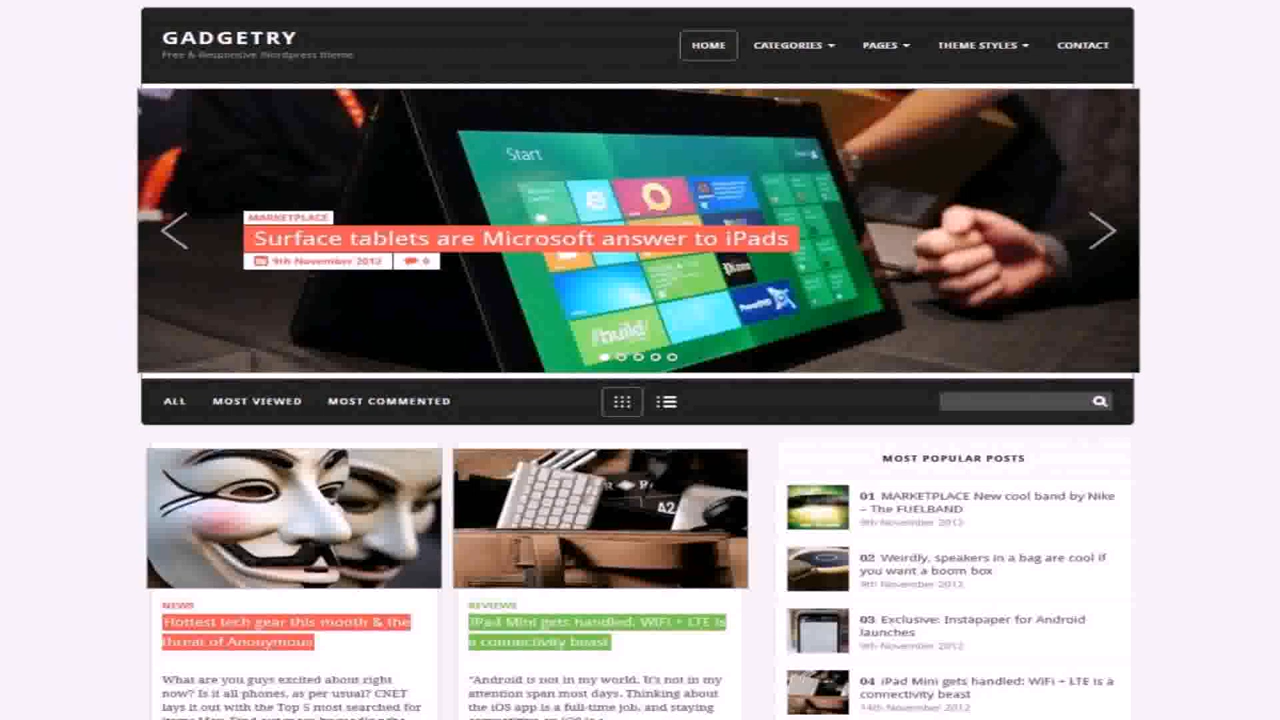 GADGETRY
Free & Responsive Wordpress theme
HOME
CATEGORIES
PAGES
THEME STYLES
CONTACT
Start
MARKETPLACE
Surface tablets are Microsoft answer to iPads
9th November 2012
0
//build/
ALL
MOST VIEWED
MOST COMMENTED
A2
NEWS
Hottest tech gear this month & the
threat of Anonymous
What are you guys excited about right
now? Is it all phones, as per usual? CNET
lays it out with the Top 5 most searched for
REVIEWS
iPad Mini gets handled: WiFi + LTE is
a connectivity beast
"Android is not in my world. It's not in my
attention span most days. Thinking about
the iOS app is a full-time job, and staying
MOST POPULAR POSTS
01 MARKETPLACE New cool band by Nike
– The FUELBAND
9th November 2012
02 Weirdly, speakers in a bag are cool if
you want a boom box
9th November 2012
03 Exclusive: Instapaper for Android
launches
9th November 2012
04 iPad Mini gets handled: WiFi + LTE is a
connectivity beast
14th November 2012